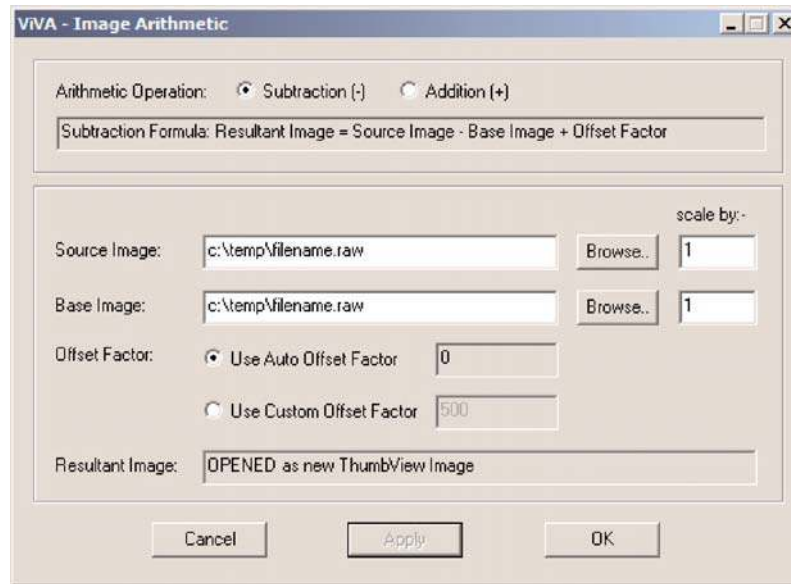 ViVA - Image Arithmetic
Arithmetic Operation: Subtraction (-) Addition (+)
Subtraction Formula: Resultant Image = Source Image - Base Image + Offset Factor
scale by:-
Source Image: c:\temp\filename.raw Browse.. 1
Base Image: c:\temp\filename.raw Browse.. 1
Offset Factor: Use Auto Offset Factor 0
Use Custom Offset Factor 500
Resultant Image: OPENED as new ThumbView Image
Cancel Apply OK